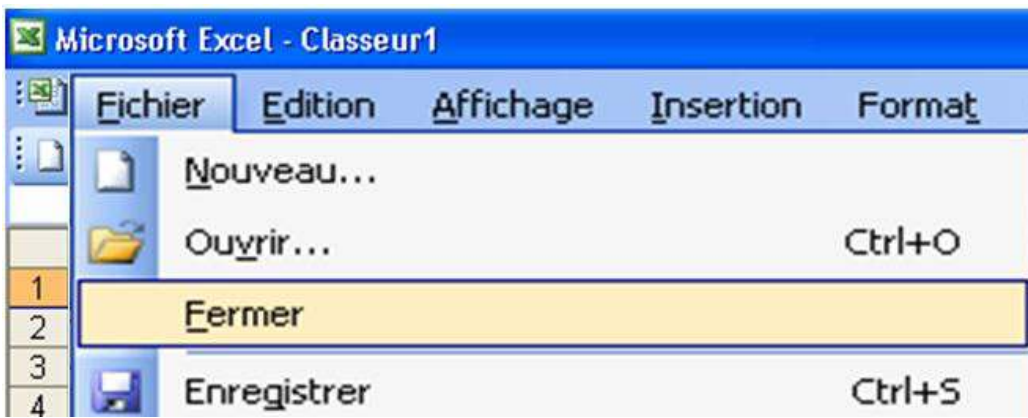 Microsoft Excel - Classeur1
Fichier Edition Affichage Insertion Format
Nouveau...
Ouvrir... Ctrl+O
1
Fermer
2
3
Enregistrer Ctrl+S
4